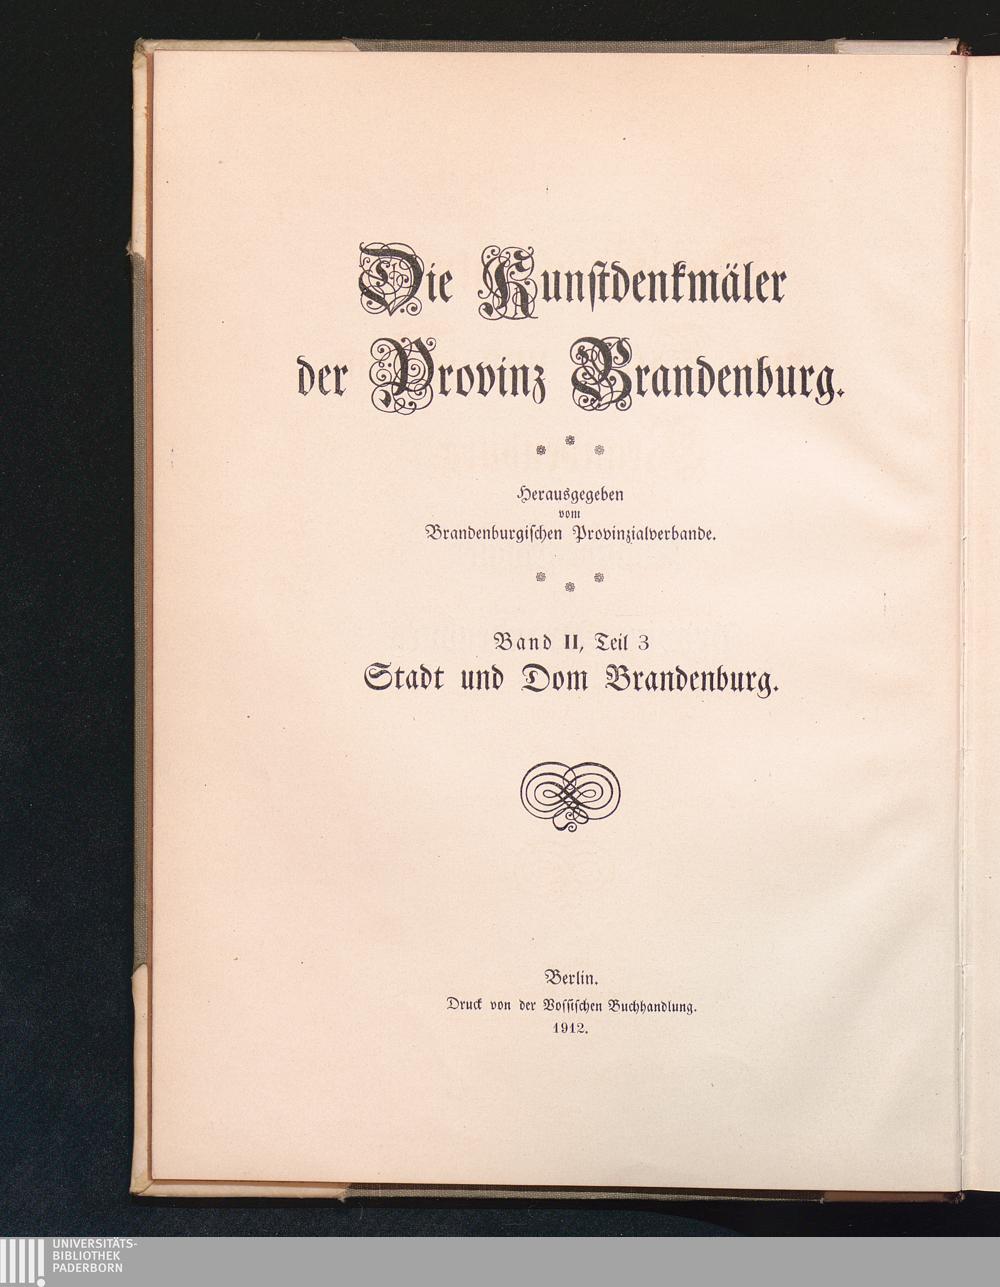 Die Kunstdenkmäler
der Provinz Brandenburg.
Herausgegeben
vom
Brandenburgischen Provinzialverbande.
Band II, Teil 3
Stadt und Dom Brandenburg.
Berlin.
Druck von der Vossischen Buchhandlung.
1912.
UNIVERSITÄTS-
BIBLIOTHEK
PADERBORN